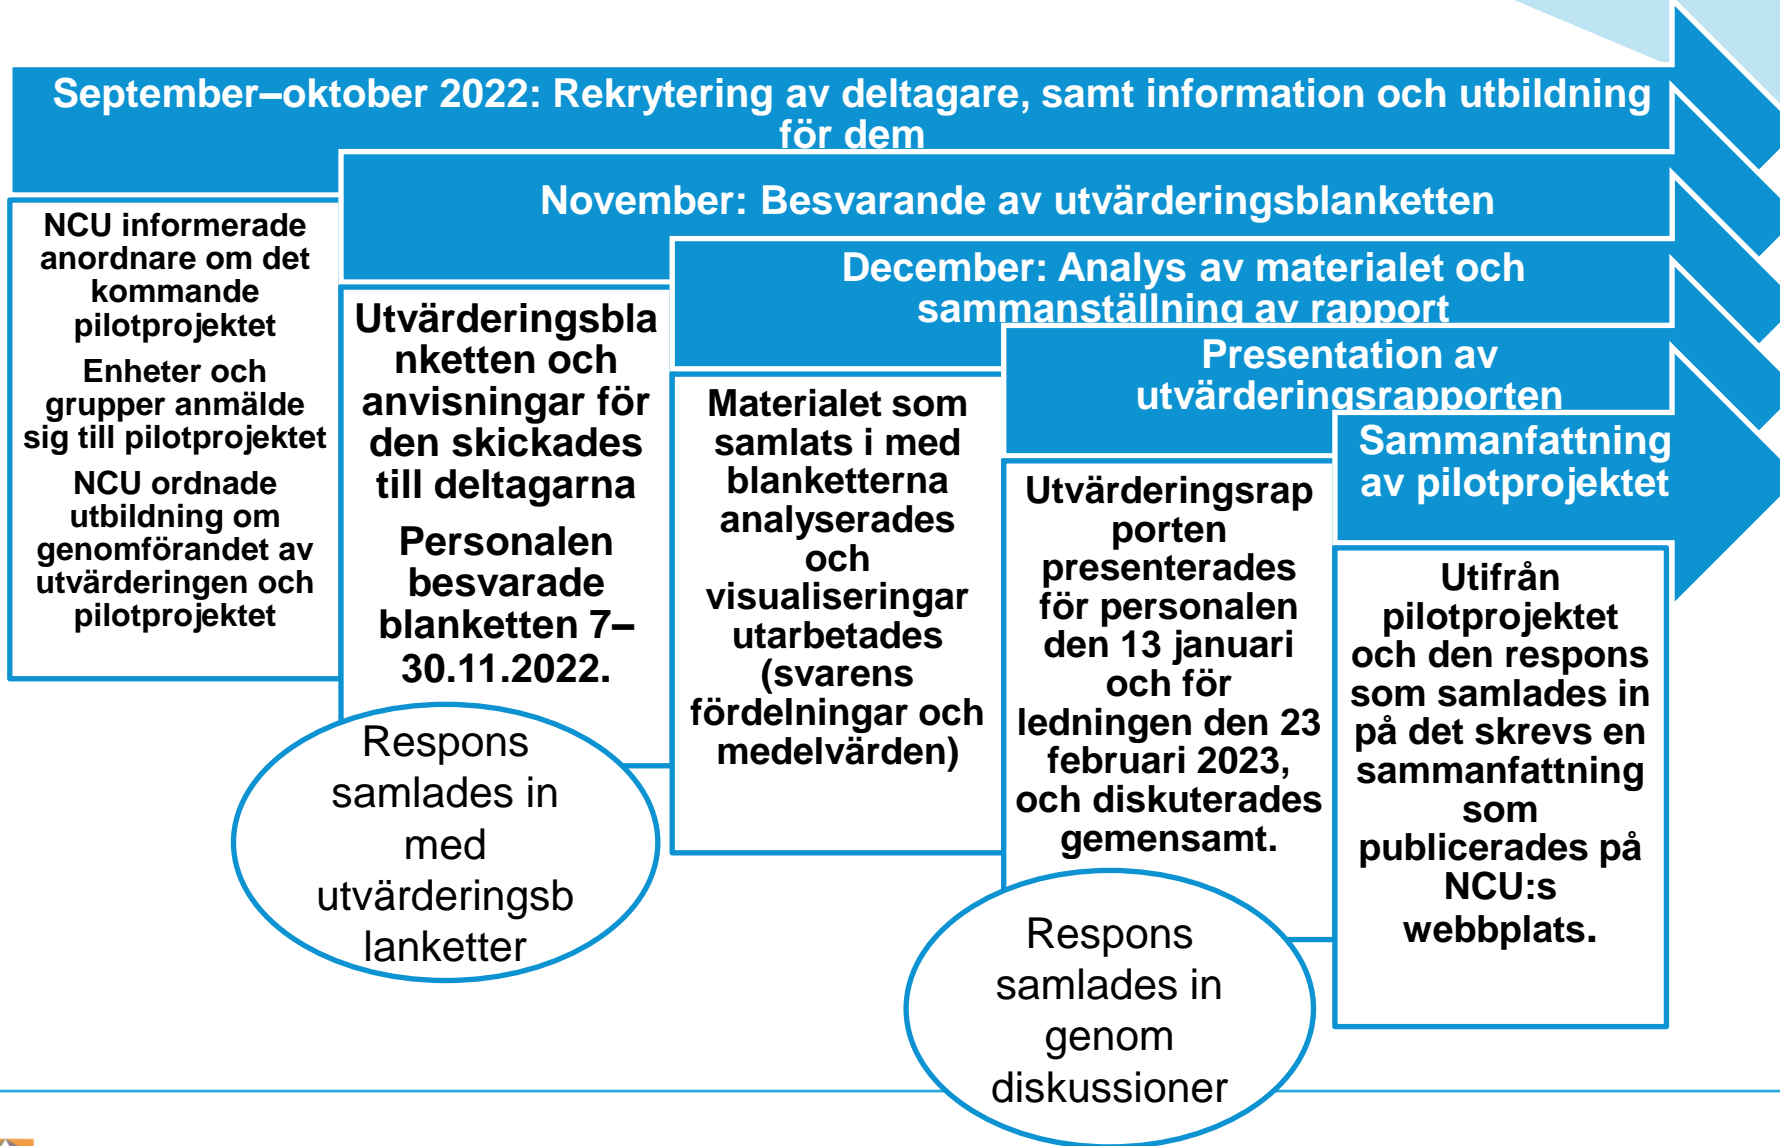 September–oktober 2022: Rekrytering av deltagare, samt information och utbildning
för dem
NCU informerade
anordnare om det
kommande
pilotprojektet
Enheter och
grupper anmälde
sig till pilotprojektet
NCU ordnade
utbildning om
genomförandet av
utvärderingen och
pilotprojektet
November: Besvarande av utvärderingsblanketten
Utvärderingsbla
nketten och
anvisningar för
den skickades
till deltagarna
Personalen
besvarade
blanketten 7–
30.11.2022.
Respons
samlades in
med
utvärderingsb
lanketter
December: Analys av materialet och
sammanställning av rapport
Materialet som
samlats i med
blanketterna
analyserades
och
visualiseringar
utarbetades
(svarens
fördelningar och
medelvärden)
Presentation av
utvärderingsrapporten
Utvärderingsrap
porten
presenterades
för personalen
den 13 januari
och för
ledningen den 23
februari 2023,
och diskuterades
gemensamt.
Respons
samlades in
genom
diskussioner
Sammanfattning
av pilotprojektet
Utifrån
pilotprojektet
och den respons
som samlades in
på det skrevs en
sammanfattning
som
publicerades på
NCU:s
webbplats.